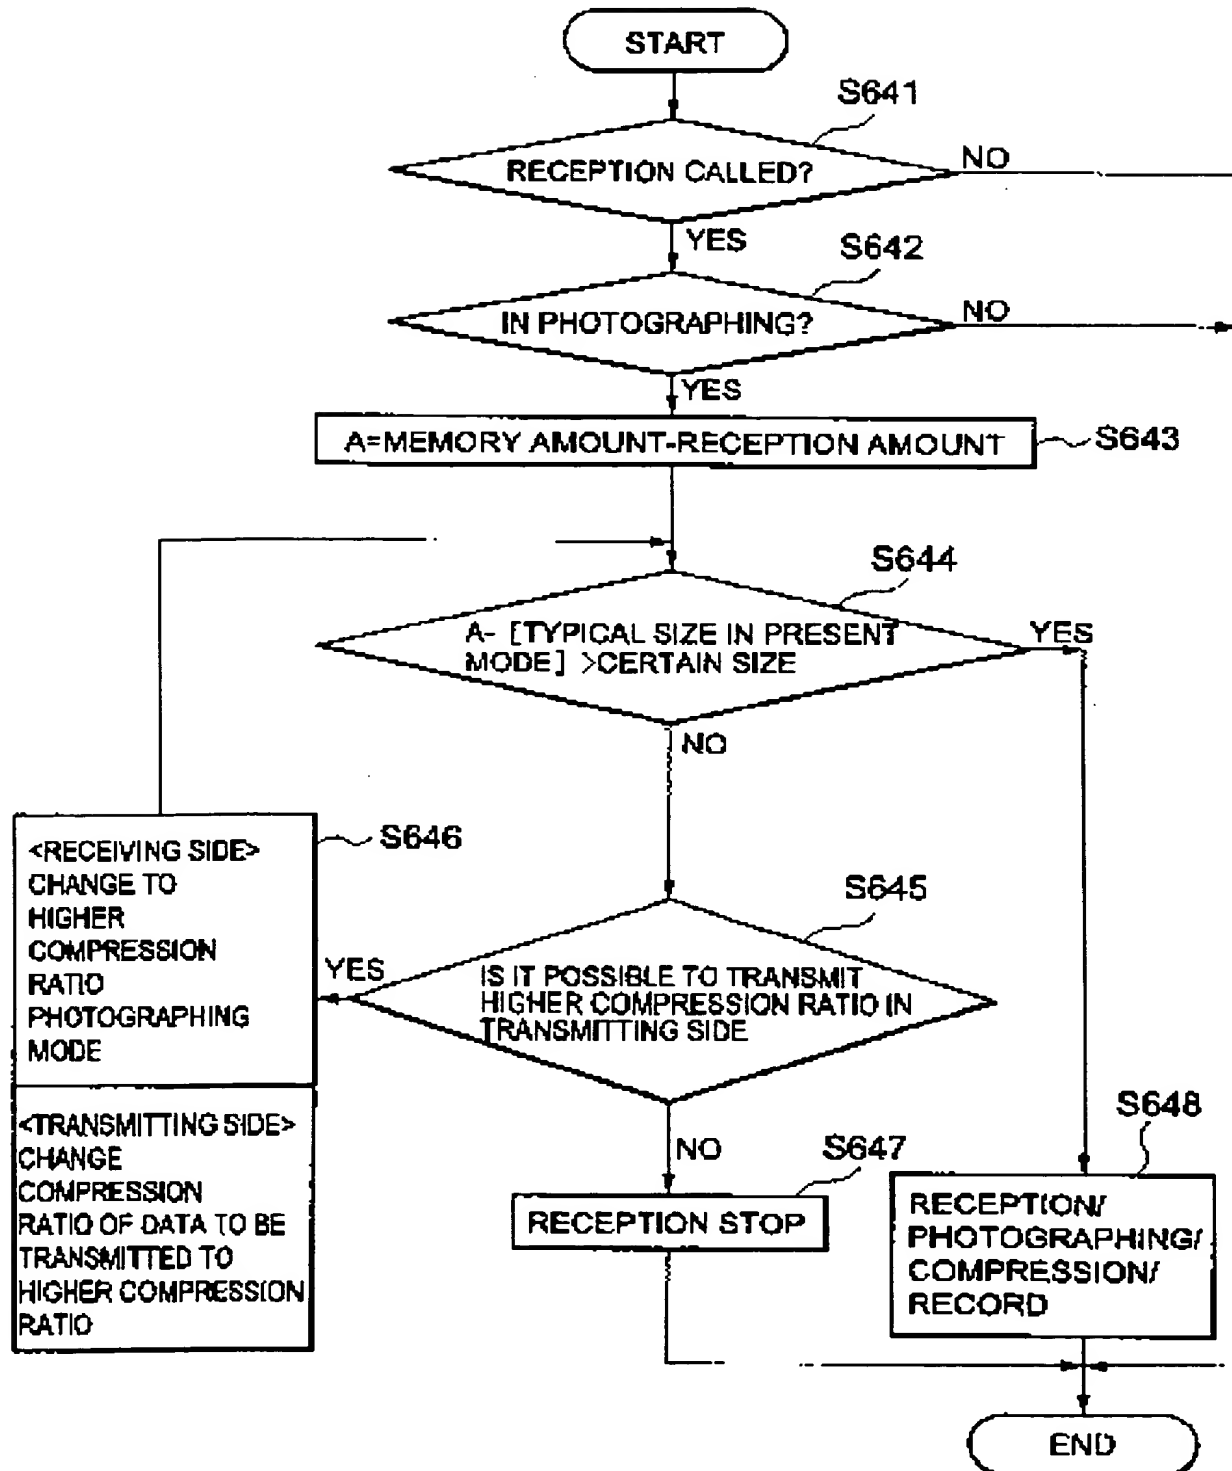 START
S641
RECEPTION CALLED?
NO
YES
S642
IN PHOTOGRAPHING?
NO
YES
A=MEMORY AMOUNT-RECEPTION AMOUNT
S643
S644
A- [TYPICAL SIZE IN PRESENT
MODE] >CERTAIN SIZE
YES
NO
S646
<RECEIVING SIDE>
CHANGE TO
HIGHER
COMPRESSION
RATIO
PHOTOGRAPHING
MODE
S645
YES
IS IT POSSIBLE TO TRANSMIT
HIGHER COMPRESSION RATIO IN
TRANSMITTING SIDE
<TRANSMITTING SIDE>
CHANGE
COMPRESSION
RATIO OF DATA TO BE
TRANSMITTED TO
HIGHER COMPRESSION
RATIO
NO
S647
RECEPTION STOP
S648
RECEPTION/
PHOTOGRAPHING/
COMPRESSION/
RECORD
END